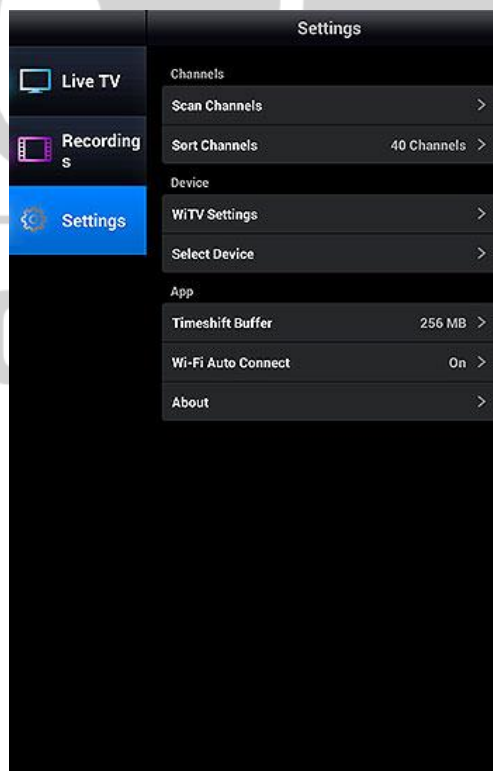 Settings
Live TV
Recording
s
Settings
Channels
Scan Channels >
Sort Channels 40 Channels >
Device
WiTV Settings >
Select Device >
App
Timeshift Buffer 256 MB >
Wi-Fi Auto Connect On >
About >